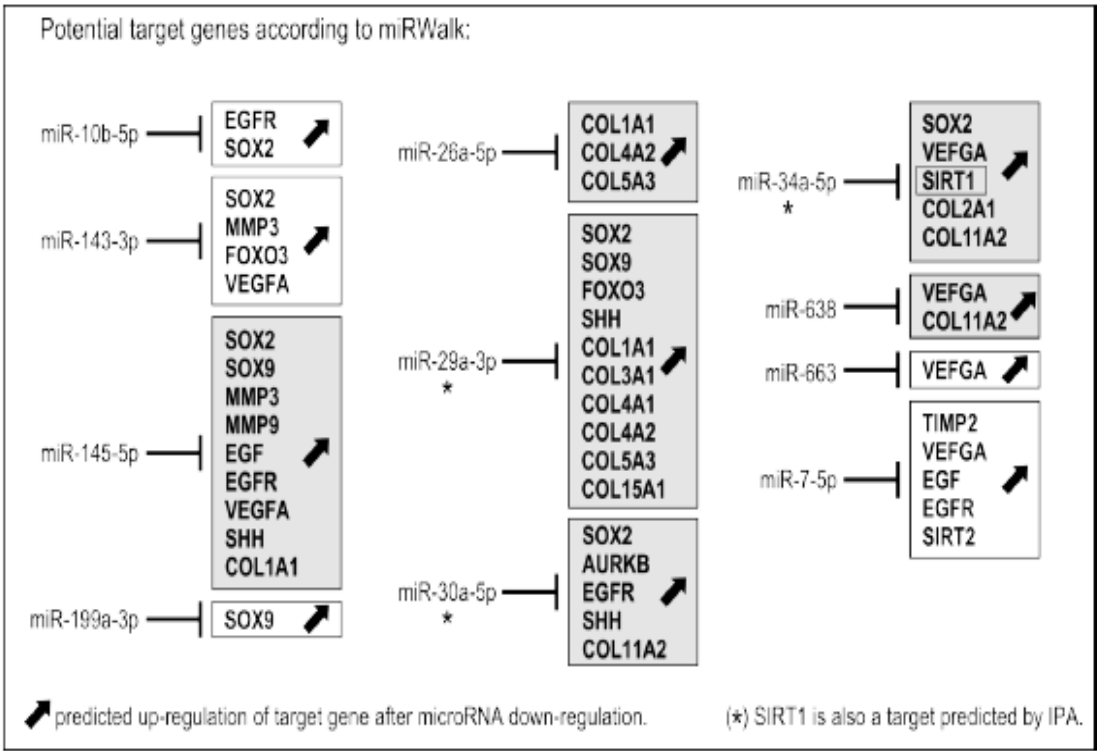 Potential target genes according to miRWalk:
miR-10b-5p
EGFR
SOX2
miR-143-3p
SOX2
MMP3
FOXO3
VEGFA
miR-145-5p
SOX2
SOX9
MMP3
MMP9
EGF
EGFR
VEGFA
SHH
COL1A1
miR-199a-3p
SOX9
miR-26a-5p
COL1A1
COL4A2
COL5A3
miR-29a-3p
*
SOX2
SOX9
FOXO3
SHH
COL1A1
COL3A1
COL4A1
COL4A2
COL5A3
COL15A1
miR-30a-5p
*
SOX2
AURKB
EGFR
SHH
COL11A2
miR-34a-5p
*
SOX2
VEFGA
SIRT1
COL2A1
COL11A2
miR-638
VEFGA
COL11A2
miR-663
VEFGA
miR-7-5p
TIMP2
VEFGA
EGF
EGFR
SIRT2
predicted up-regulation of target gene after microRNA down-regulation.
(*) SIRT1 is also a target predicted by IPA.